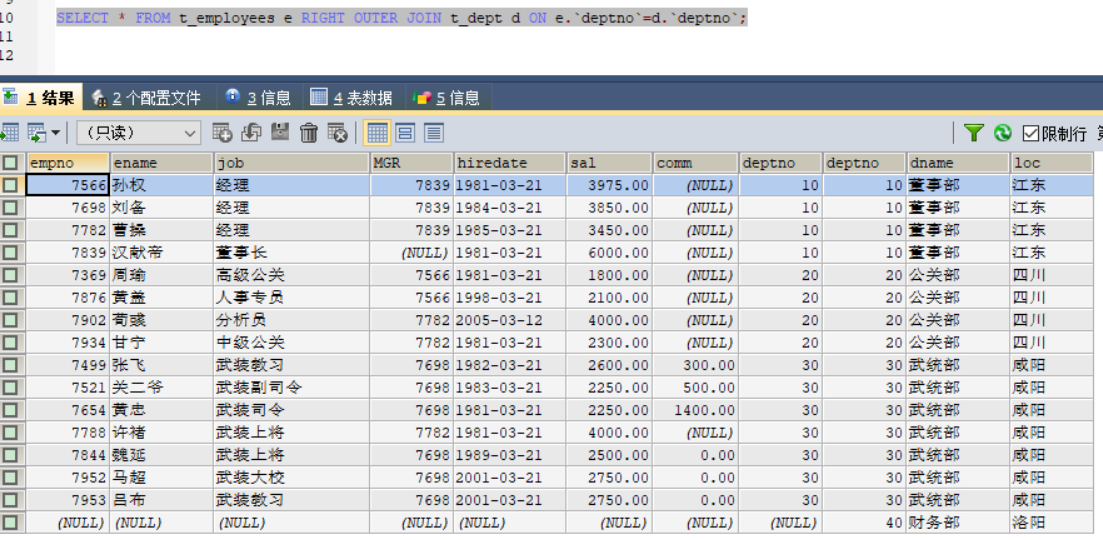 10 SELECT * FROM t_employees e RIGHT OUTER JOIN t_dept d ON e.`deptno`=d.`deptno`;
11
12
1 结果 2 个配置文件 3 信息 4 表数据 5 信息
（只读） 限制行
empno ename job MGR hiredate sal comm deptno deptno dname loc
7566 孙权 经理 7839 1981-03-21 3975.00 (NULL) 10 10 董事部 江东
7698 刘备 经理 7839 1984-03-21 3850.00 (NULL) 10 10 董事部 江东
7782 曹操 经理 7839 1985-03-21 3450.00 (NULL) 10 10 董事部 江东
7839 汉献帝 董事长 (NULL) 1981-03-21 6000.00 (NULL) 10 10 董事部 江东
7369 周瑜 高级公关 7566 1981-03-21 1800.00 (NULL) 20 20 公关部 四川
7876 黄盖 人事专员 7566 1998-03-21 2100.00 (NULL) 20 20 公关部 四川
7902 荀彧 分析员 7782 2005-03-12 4000.00 (NULL) 20 20 公关部 四川
7934 甘宁 中级公关 7782 1981-03-21 2300.00 (NULL) 20 20 公关部 四川
7499 张飞 武装教习 7698 1982-03-21 2600.00 300.00 30 30 武统部 咸阳
7521 关二爷 武装副司令 7698 1983-03-21 2250.00 500.00 30 30 武统部 咸阳
7654 黄忠 武装司令 7698 1981-03-21 2250.00 1400.00 30 30 武统部 咸阳
7788 许褚 武装上将 7782 1981-03-21 4000.00 (NULL) 30 30 武统部 咸阳
7844 魏延 武装上将 7698 1989-03-21 2500.00 0.00 30 30 武统部 咸阳
7952 马超 武装大校 7698 2001-03-21 2750.00 0.00 30 30 武统部 咸阳
7953 吕布 武装教习 7698 2001-03-21 2750.00 0.00 30 30 武统部 咸阳
(NULL) (NULL) (NULL) (NULL) (NULL) (NULL) (NULL) (NULL) 40 财务部 洛阳